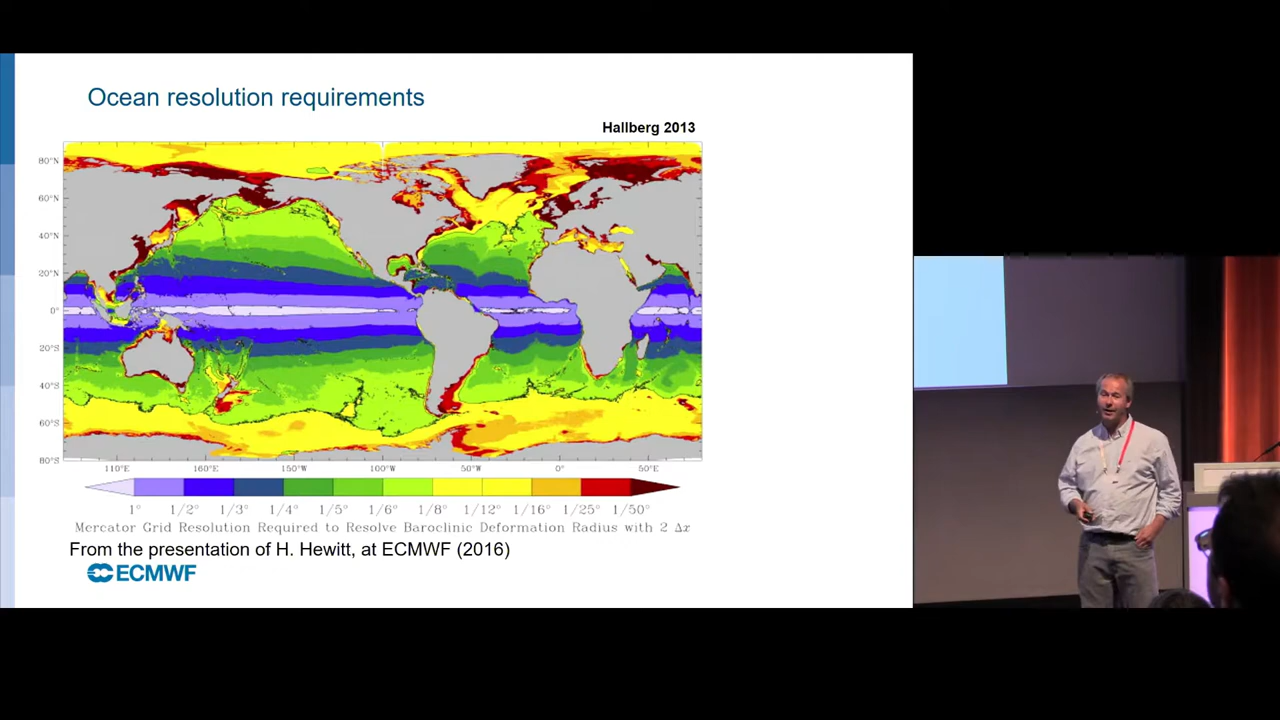 Ocean resolution requirements
Hallberg 2013
80°N
60°N
40°N
20°N
0°
20°S
40°S
60°S
80°S
110°E 160°E 150°W 100°W 50°W 0° 50°E
1° 1/2° 1/3° 1/4° 1/5° 1/6° 1/8° 1/12° 1/16° 1/25° 1/50°
Mercator Grid Resolution Required to Resolve Baroclinic Deformation Radius with 2 Δx
From the presentation of H. Hewitt, at ECMWF (2016)
ECMWF